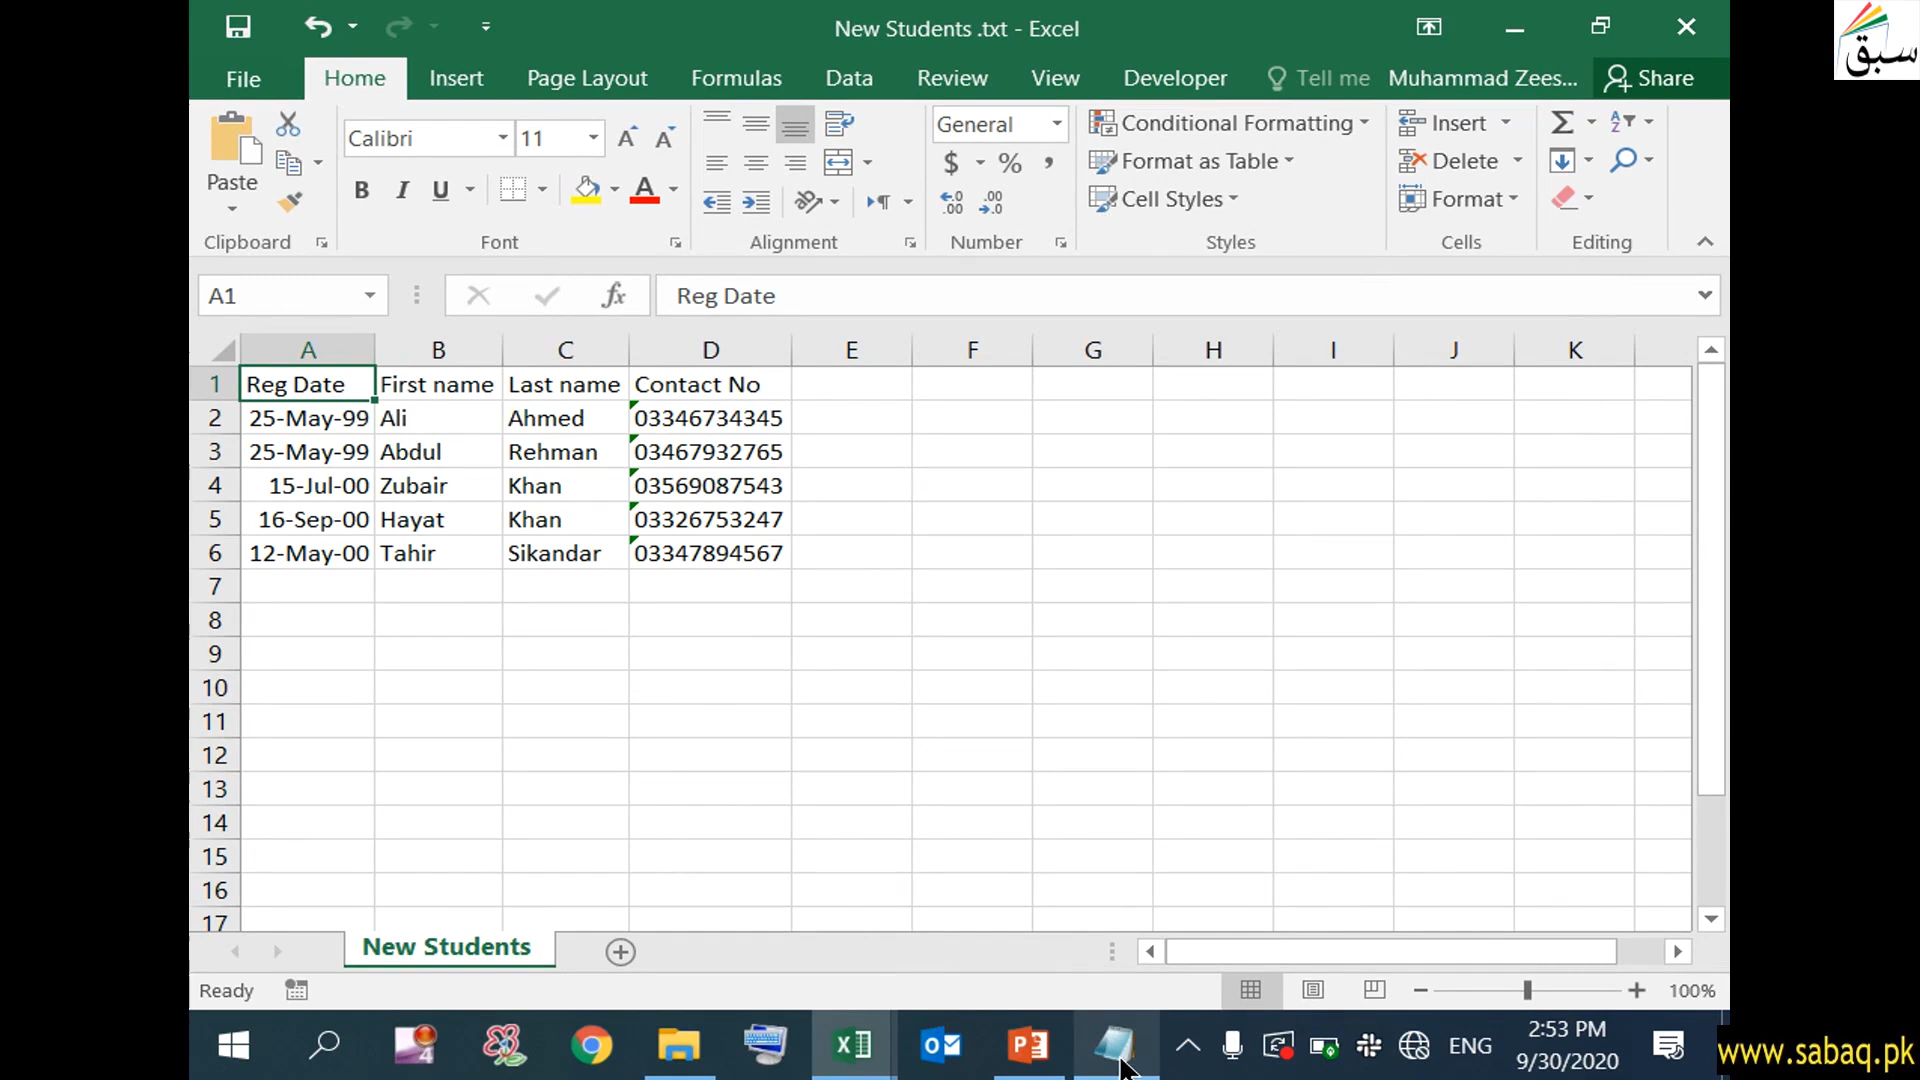 New Students .txt - Excel
سبق
File Home Insert Page Layout Formulas Data Review View Developer Tell me Muhammad Zees... Share
Calibri 11 General Conditional Formatting Insert
Paste $ % , Format as Table Delete
B I U A Cell Styles Format
Clipboard Font Alignment Number Styles Cells Editing
A1 fx Reg Date
A B C D E F G H I J K
1 Reg Date First name Last name Contact No
2 25-May-99 Ali Ahmed 03346734345
3 25-May-99 Abdul Rehman 03467932765
4 15-Jul-00 Zubair Khan 03569087543
5 16-Sep-00 Hayat Khan 03326753247
6 12-May-00 Tahir Sikandar 03347894567
7
8
9
10
11
12
13
14
15
16
17
New Students
Ready 100%
ENG 2:53 PM
9/30/2020
www.sabaq.pk